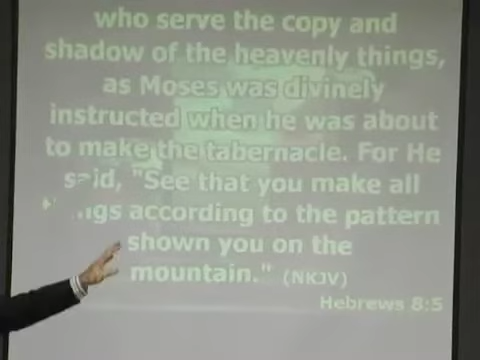 who serve the copy and
shadow of the heavenly things,
as Moses was divinely
instructed when he was about
to make the tabernacle. For He
said, "See that you make all
ngs according to the pattern
shown you on the
mountain." (NKJV)
Hebrews 8:5